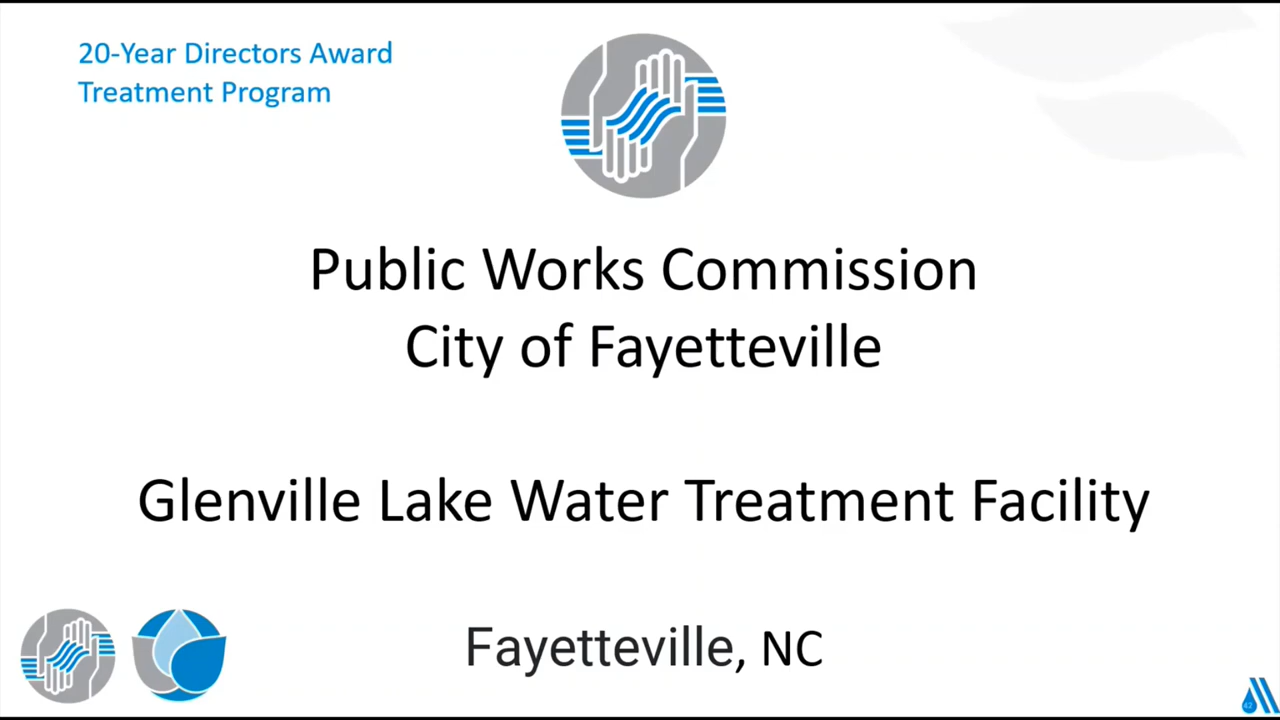 20-Year Directors Award
Treatment Program
Public Works Commission
City of Fayetteville
Glenville Lake Water Treatment Facility
Fayetteville, NC
42